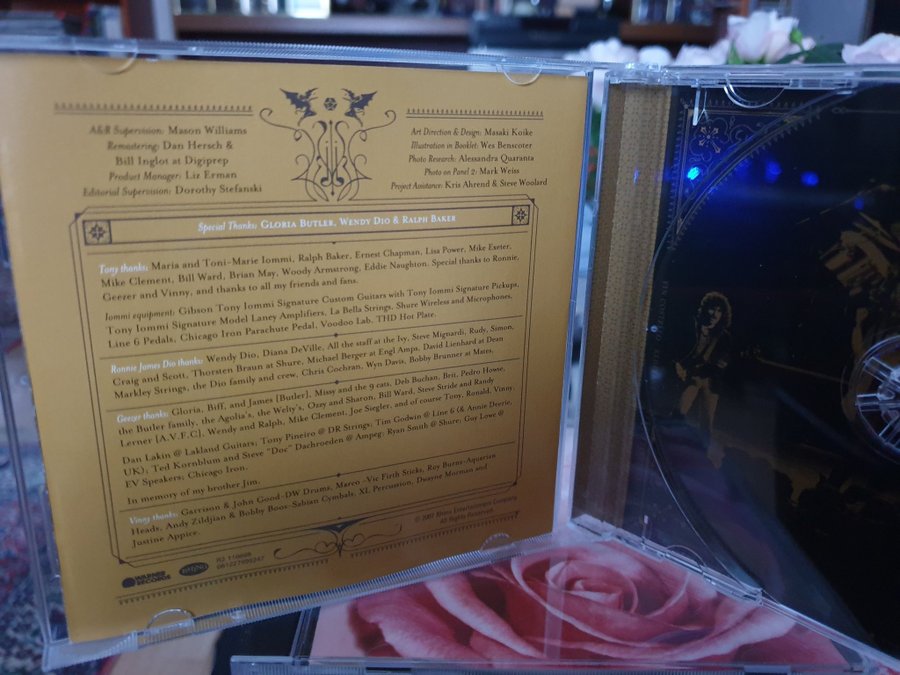 A&R Supervision: Mason Williams
Remastering: Dan Hersch &
Bill Inglot at Digiprep
Product Manager: Liz Erman
Editorial Supervision: Dorothy Stefanski
Art Direction & Design: Masaki Koike
Illustration in Booklet: Wes Benscoter
Photo Research: Alessandra Quaranta
Photo on Panel 2: Mark Weiss
Project Assistance: Kris Ahrend & Steve Woolard
Special Thanks: Gloria Butler, Wendy Dio & Ralph Baker
Tony thanks: Maria and Toni-Marie Iommi, Ralph Baker, Ernest Chapman, Lisa Power, Mike Exeter,
Mike Clement, Bill Ward, Brian May, Woody Armstrong, Eddie Naughton. Special thanks to Ronnie,
Geezer and Vinny, and thanks to all my friends and fans.
Iommi equipment: Gibson Tony Iommi Signature Custom Guitars with Tony Iommi Signature Pickups,
Tony Iommi Signature Model Laney Amplifiers, La Bella Strings, Shure Wireless and Microphones,
Line 6 Pedals, Chicago Iron Parachute Pedal, Voodoo Lab, THD Hot Plate.
Ronnie James Dio thanks: Wendy Dio, Diana DeVille, All the staff at the Ivy, Steve Mignardi, Rudy, Simon,
Craig and Scott, Thorsten Braun at Shure, Michael Berger at Engl Amps, David Lienhard at Dean
Markley Strings, the Dio family and crew, Chris Cochran, Wyn Davis, Bobby Brunner at Mates.
Geezer thanks: Gloria, Biff, and James [Butler], Missy and the 9 cats, Deb Buchan, Brit, Pedro Howse,
the Butler family, the Agolia's, the Welty's, Ozzy and Sharon, Bill Ward, Steve Stride and Randy
Lerner [A.V.F.C], Wendy and Ralph, Mike Clement, Joe Siegler, and of course Tony, Ronald, Vinny,
Dan Lakin @ Lakland Guitars; Tony Pineiro @ DR Strings; Tim Godwin @ Line 6 (& Annie Deerie,
UK); Ted Kornblum and Steve "Doc" Dachroeden @ Ampeg; Ryan Smith @ Shure; Guy Lowe @
EV Speakers; Chicago Iron.
In memory of my brother Jim.
Vinny thanks: Garrison & John Good-DW Drums, Marco -Vic Firth Sticks, Roy Burns-Aquarian
Heads, Andy Zildjian & Bobby Boos-Sabian Cymbals, XL Percussion, Dwayne Morman and
Justine Appice.
© 2007 Rhino Entertainment Company.
All Rights Reserved.
WARNER
RECORDS
RHINO